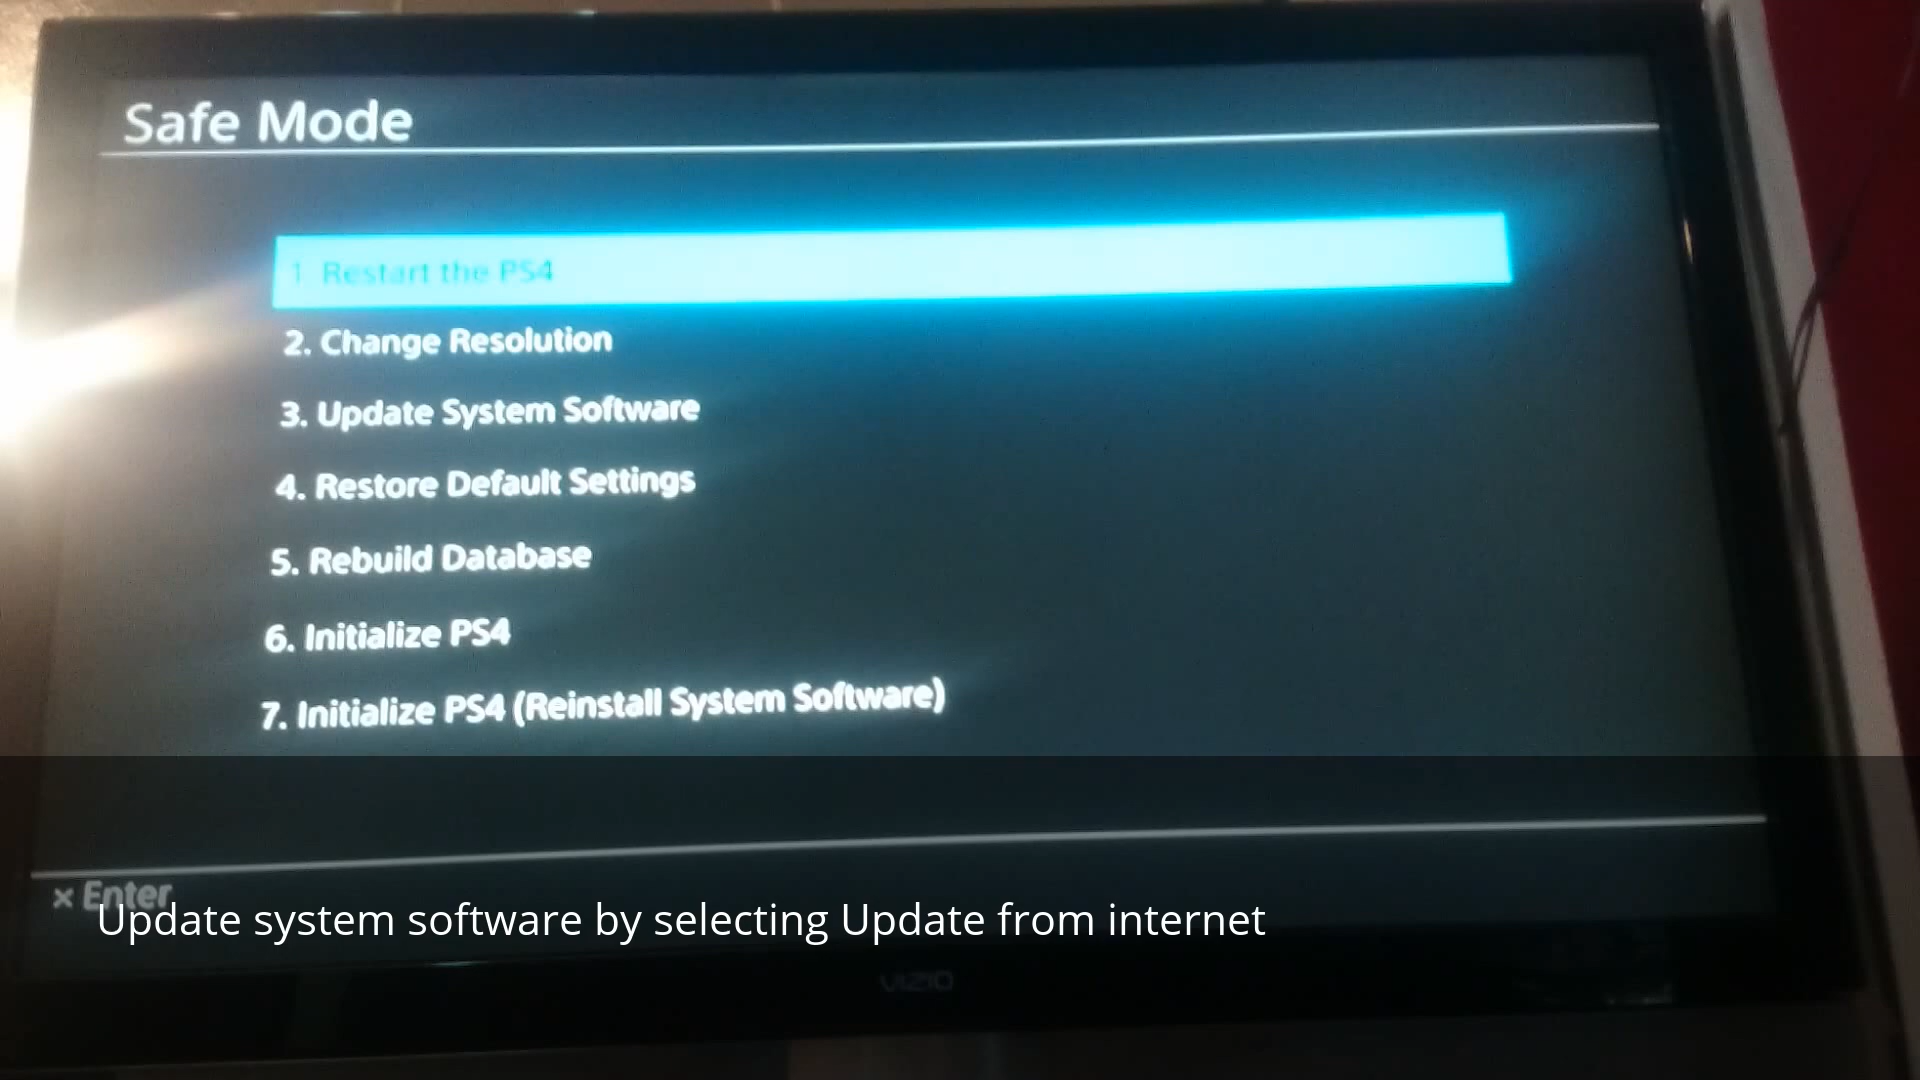 Safe Mode
1 Restart the PS4
2. Change Resolution
3. Update System Software
4. Restore Default Settings
5. Rebuild Database
6. Initialize PS4
7. Initialize PS4 (Reinstall System Software)
× Enter
Update system software by selecting Update from internet
VIZIO